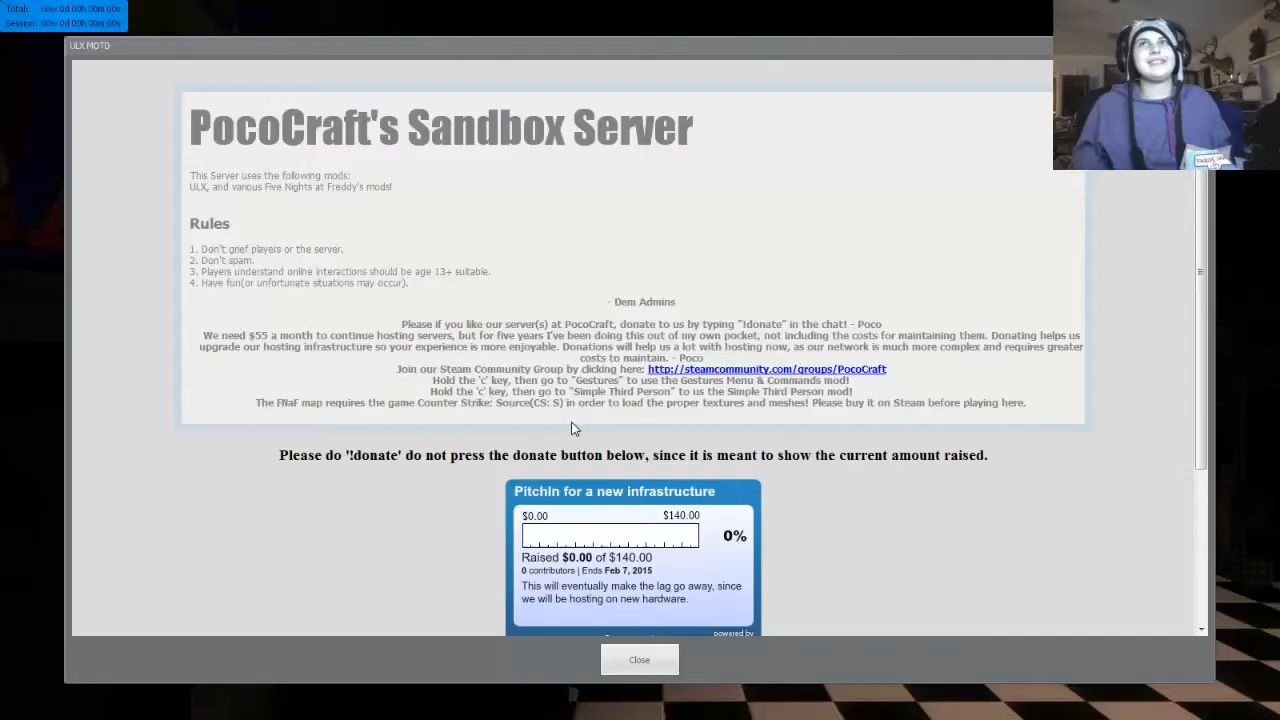 Total: 00w 0d 00h 00m 00s
Session: 00w 0d 00h 00m 00s
ULX MOTD
PocoCraft's Sandbox Server
This Server uses the following mods:
ULX, and various Five Nights at Freddy's mods!
Rules
1. Don't grief players or the server.
2. Don't spam.
3. Players understand online interactions should be age 13+ suitable.
4. Have fun(or unfortunate situations may occur).
- Dem Admins
Please if you like our server(s) at PocoCraft, donate to us by typing "!donate" in the chat! - Poco
We need $55 a month to continue hosting servers, but for five years I've been doing this out of my own pocket, not including the costs for maintaining them. Donating helps us
upgrade our hosting infrastructure so your experience is more enjoyable. Donations will help us a lot with hosting now, as our network is much more complex and requires greater
costs to maintain. - Poco
Join our Steam Community Group by clicking here: http://steamcommunity.com/groups/PocoCraft
Hold the 'c' key, then go to "Gestures" to use the Gestures Menu & Commands mod!
Hold the 'c' key, then go to "Simple Third Person" to us the Simple Third Person mod!
The FNaF map requires the game Counter Strike: Source(CS: S) in order to load the proper textures and meshes! Please buy it on Steam before playing here.
Please do '!donate' do not press the donate button below, since it is meant to show the current amount raised.
PitchIn for a new infrastructure
$0.00 $140.00
0%
Raised $0.00 of $140.00
0 contributors | Ends Feb 7, 2015
This will eventually make the lag go away, since
we will be hosting on new hardware.
powered by
Close